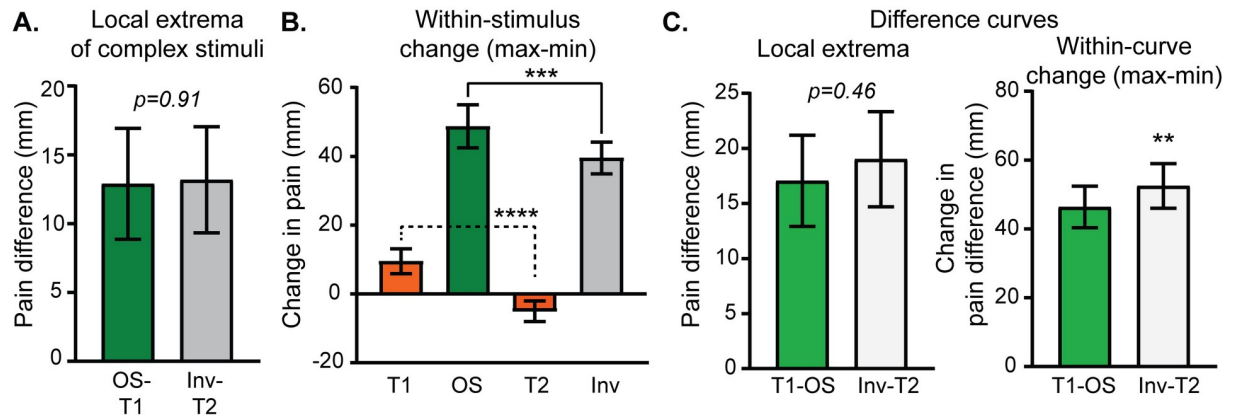 A.
Local extrema
of complex stimuli
Pain difference (mm)
20
15
10
5
0
p=0.91
OS-
T1
Inv-
T2
B.
Within-stimulus
change (max-min)
Change in pain (mm)
60
40
20
0
-20
***
****
T1
OS
T2
Inv
C.
Difference curves
Local extrema
Pain difference (mm)
25
20
15
10
5
0
p=0.46
T1-OS
Inv-T2
Within-curve
change (max-min)
Change in
pain difference (mm)
80
60
40
20
0
**
T1-OS
Inv-T2